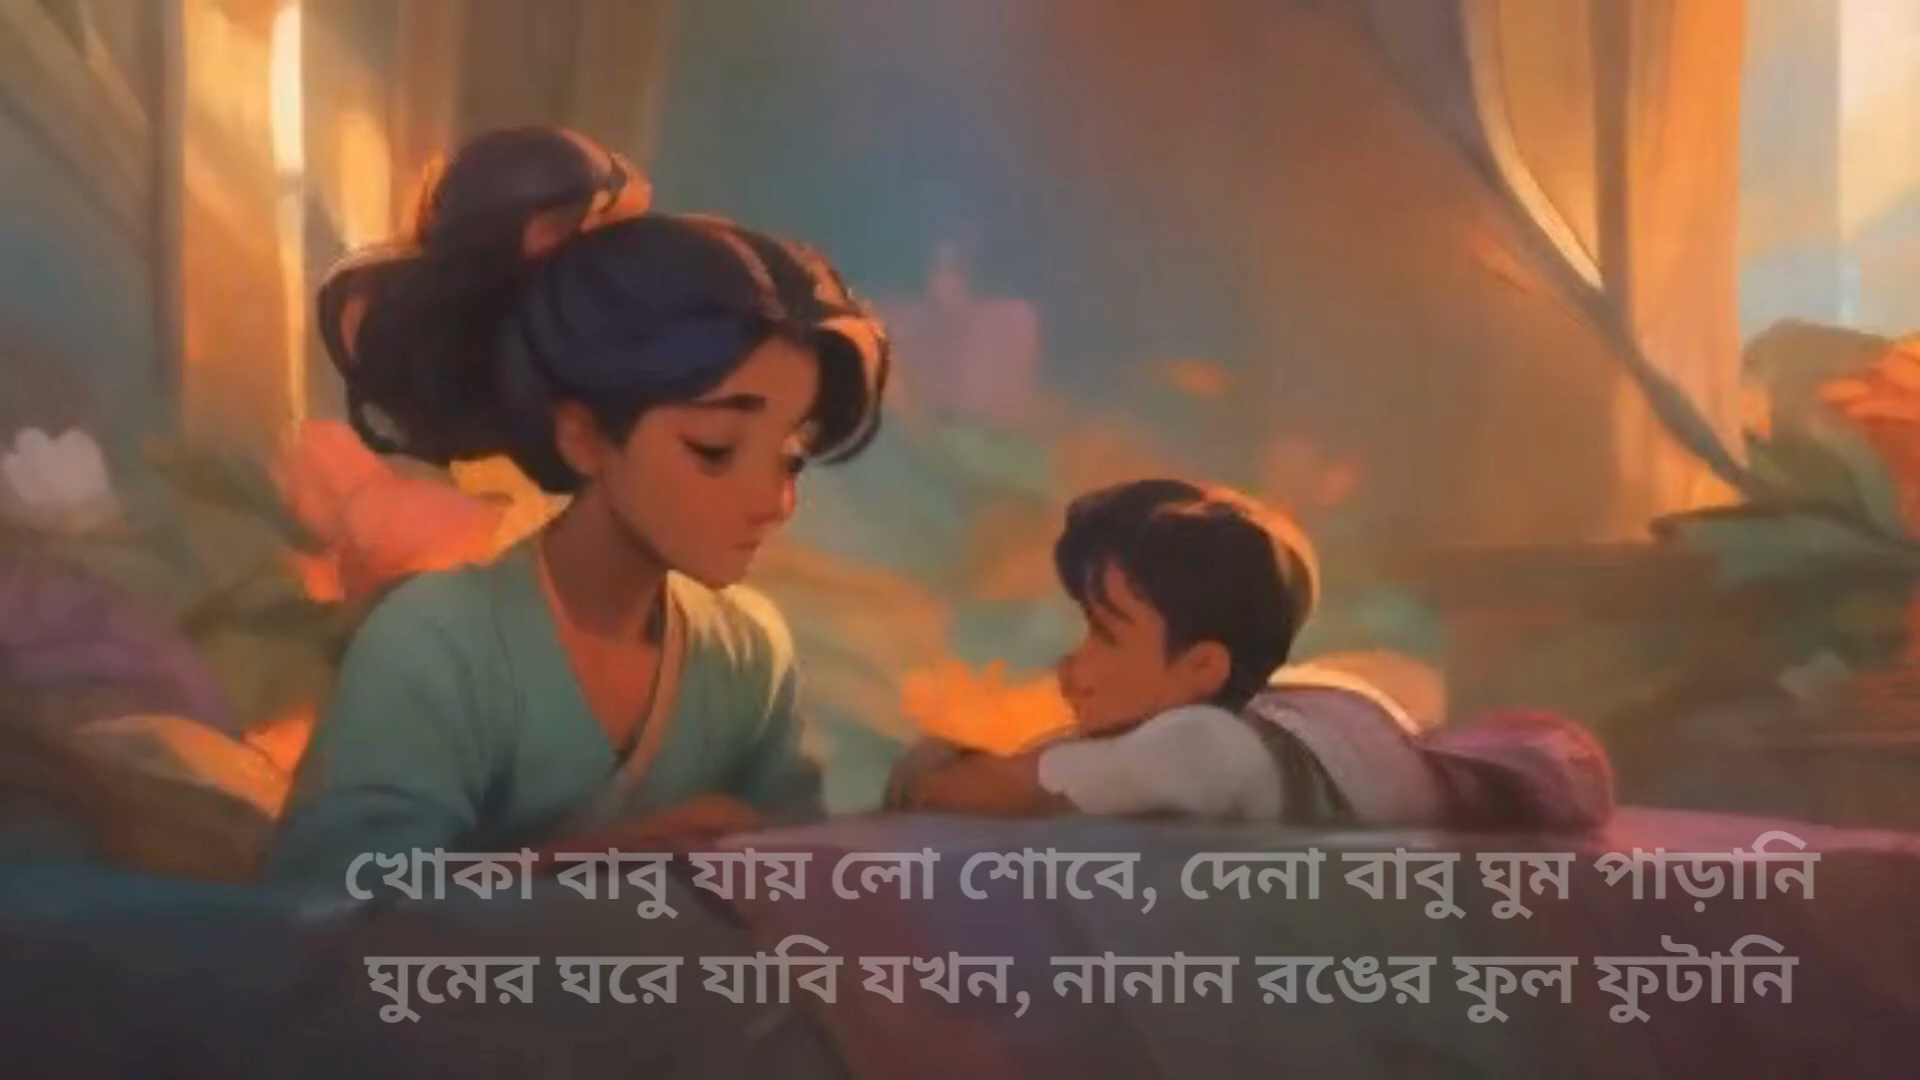 খোকা বাবু যায় লো শোবে, দেনা বাবু ঘুম পাড়ানি
ঘুমের ঘরে যাবি যখন, নানান রঙের ফুল ফুটানি